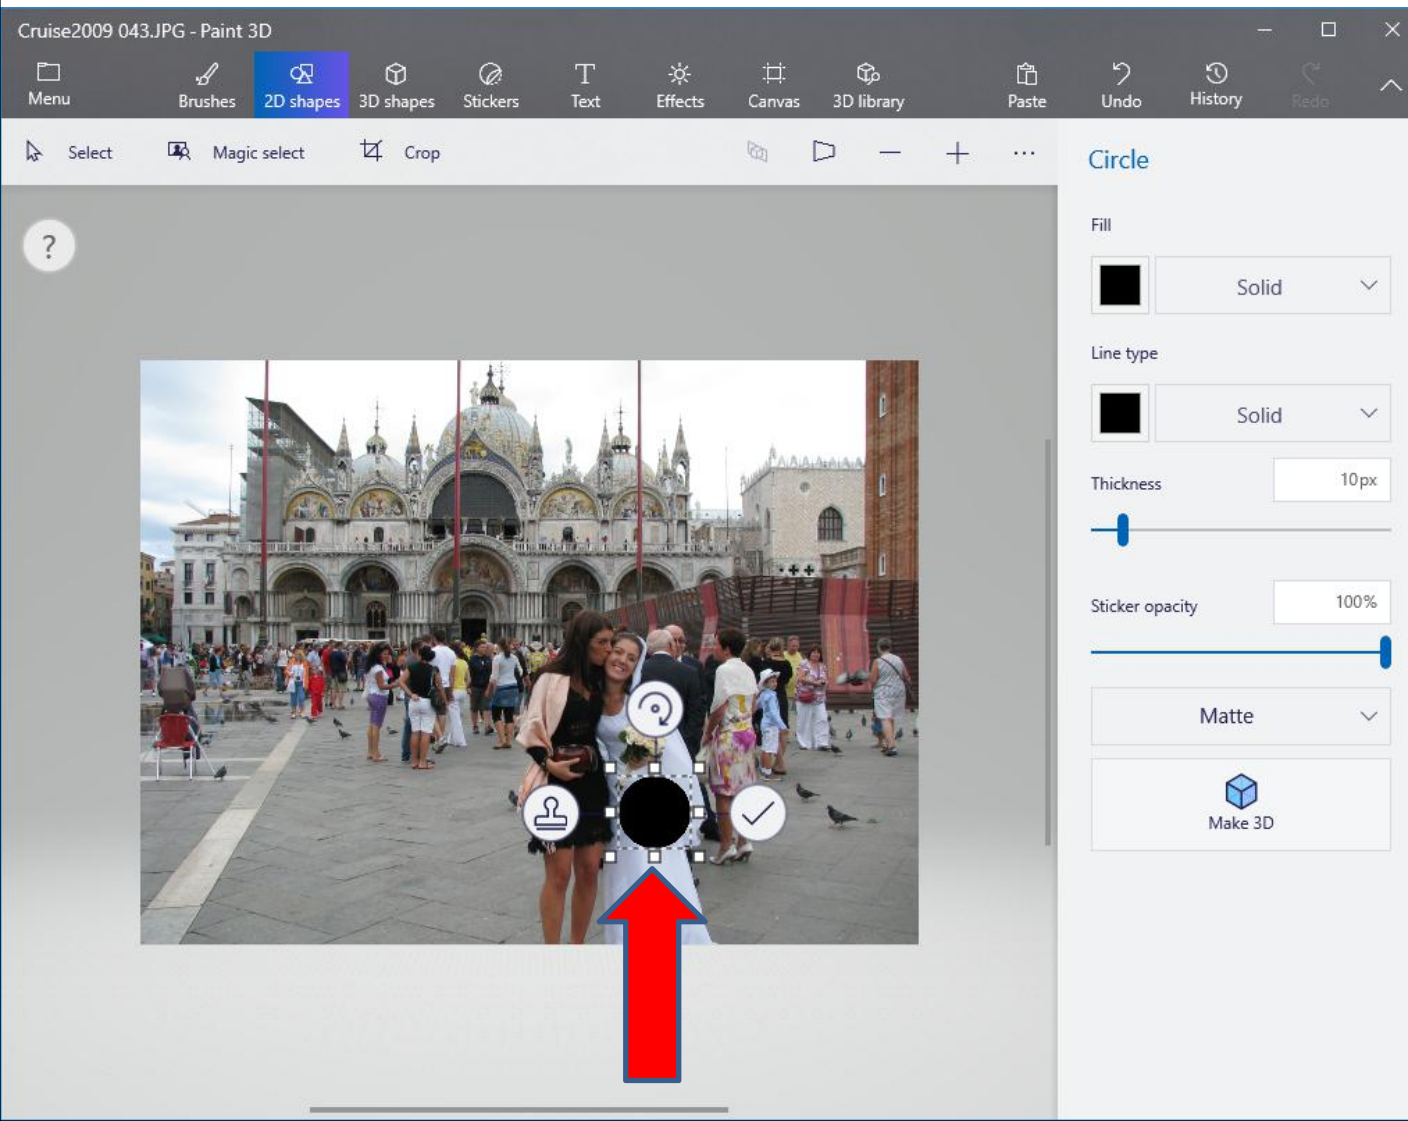 Cruise2009 043.JPG - Paint 3D
Menu
Brushes
2D shapes
3D shapes
Stickers
Text
Effects
Canvas
3D library
Paste
Undo
History
Redo
Select
Magic select
Crop
Circle
?
Fill
Solid
Line type
Solid
Thickness
10px
Sticker opacity
100%
Matte
Make 3D